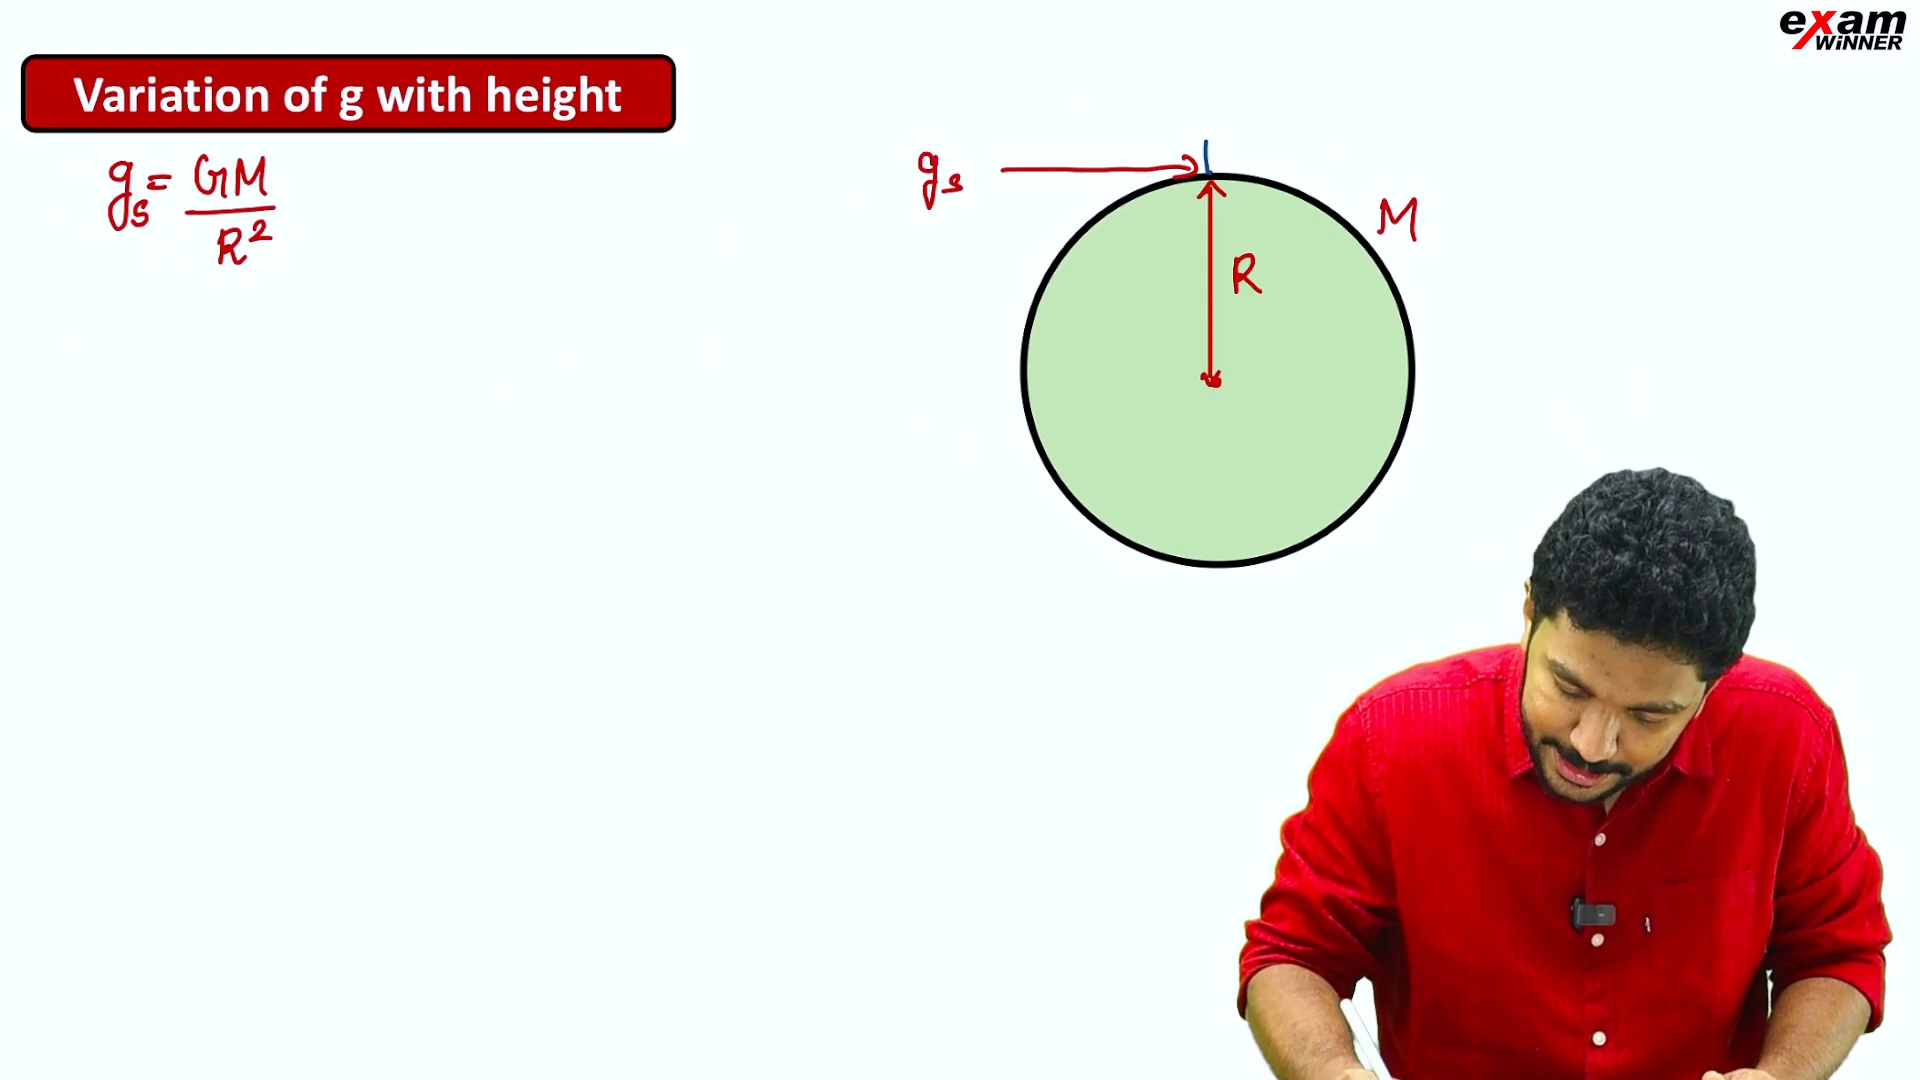 exam
WiNNER
Variation of g with height
gs = GM
R²
gs
M
R